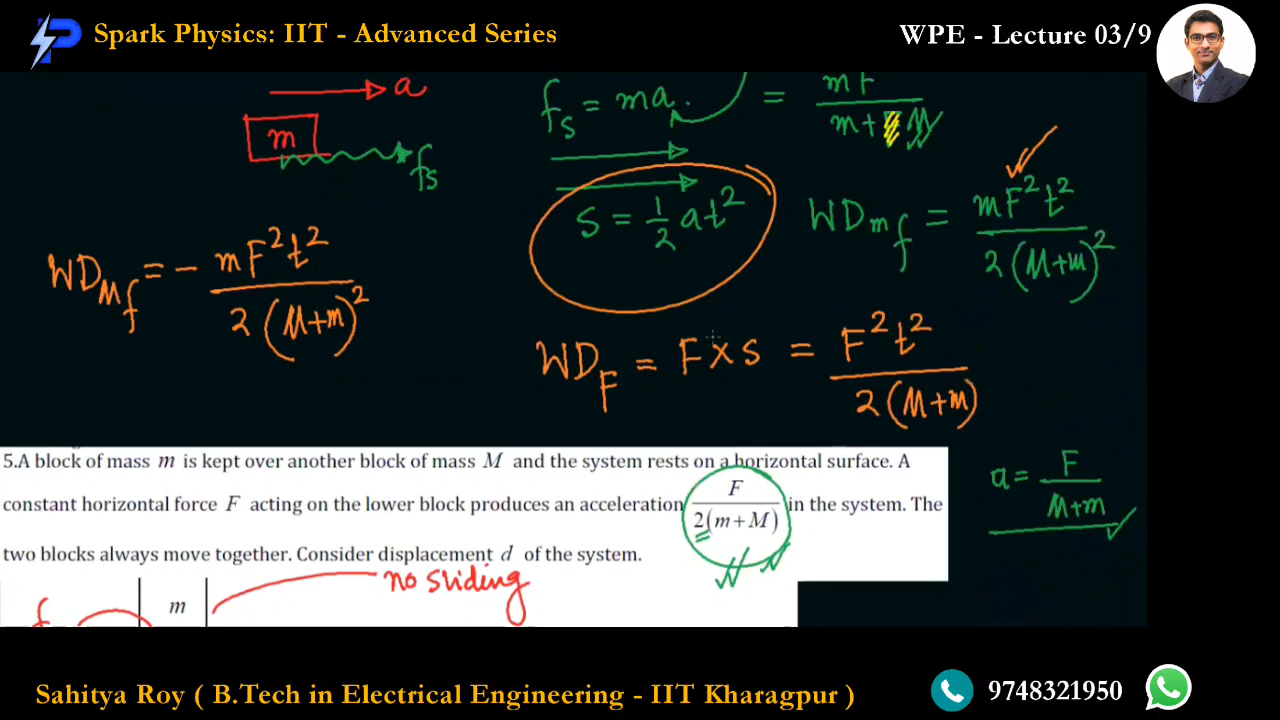 Spark Physics: IIT - Advanced Series
WPE - Lecture 03/9
a
m
fs
fs = ma. = mF / m + M
S = 1/2 at²
WDmf = mF²t² / 2(M+m)²
WDMf = - mF²t² / 2(M+m)²
WDF = F × S = F²t² / 2(M+m)
a = F / M+m
5.A block of mass m is kept over another block of mass M and the system rests on a horizontal surface. A
constant horizontal force F acting on the lower block produces an acceleration F / 2(m+M) in the system. The
two blocks always move together. Consider displacement d of the system.
no sliding
f
m
Sahitya Roy ( B.Tech in Electrical Engineering - IIT Kharagpur )
9748321950